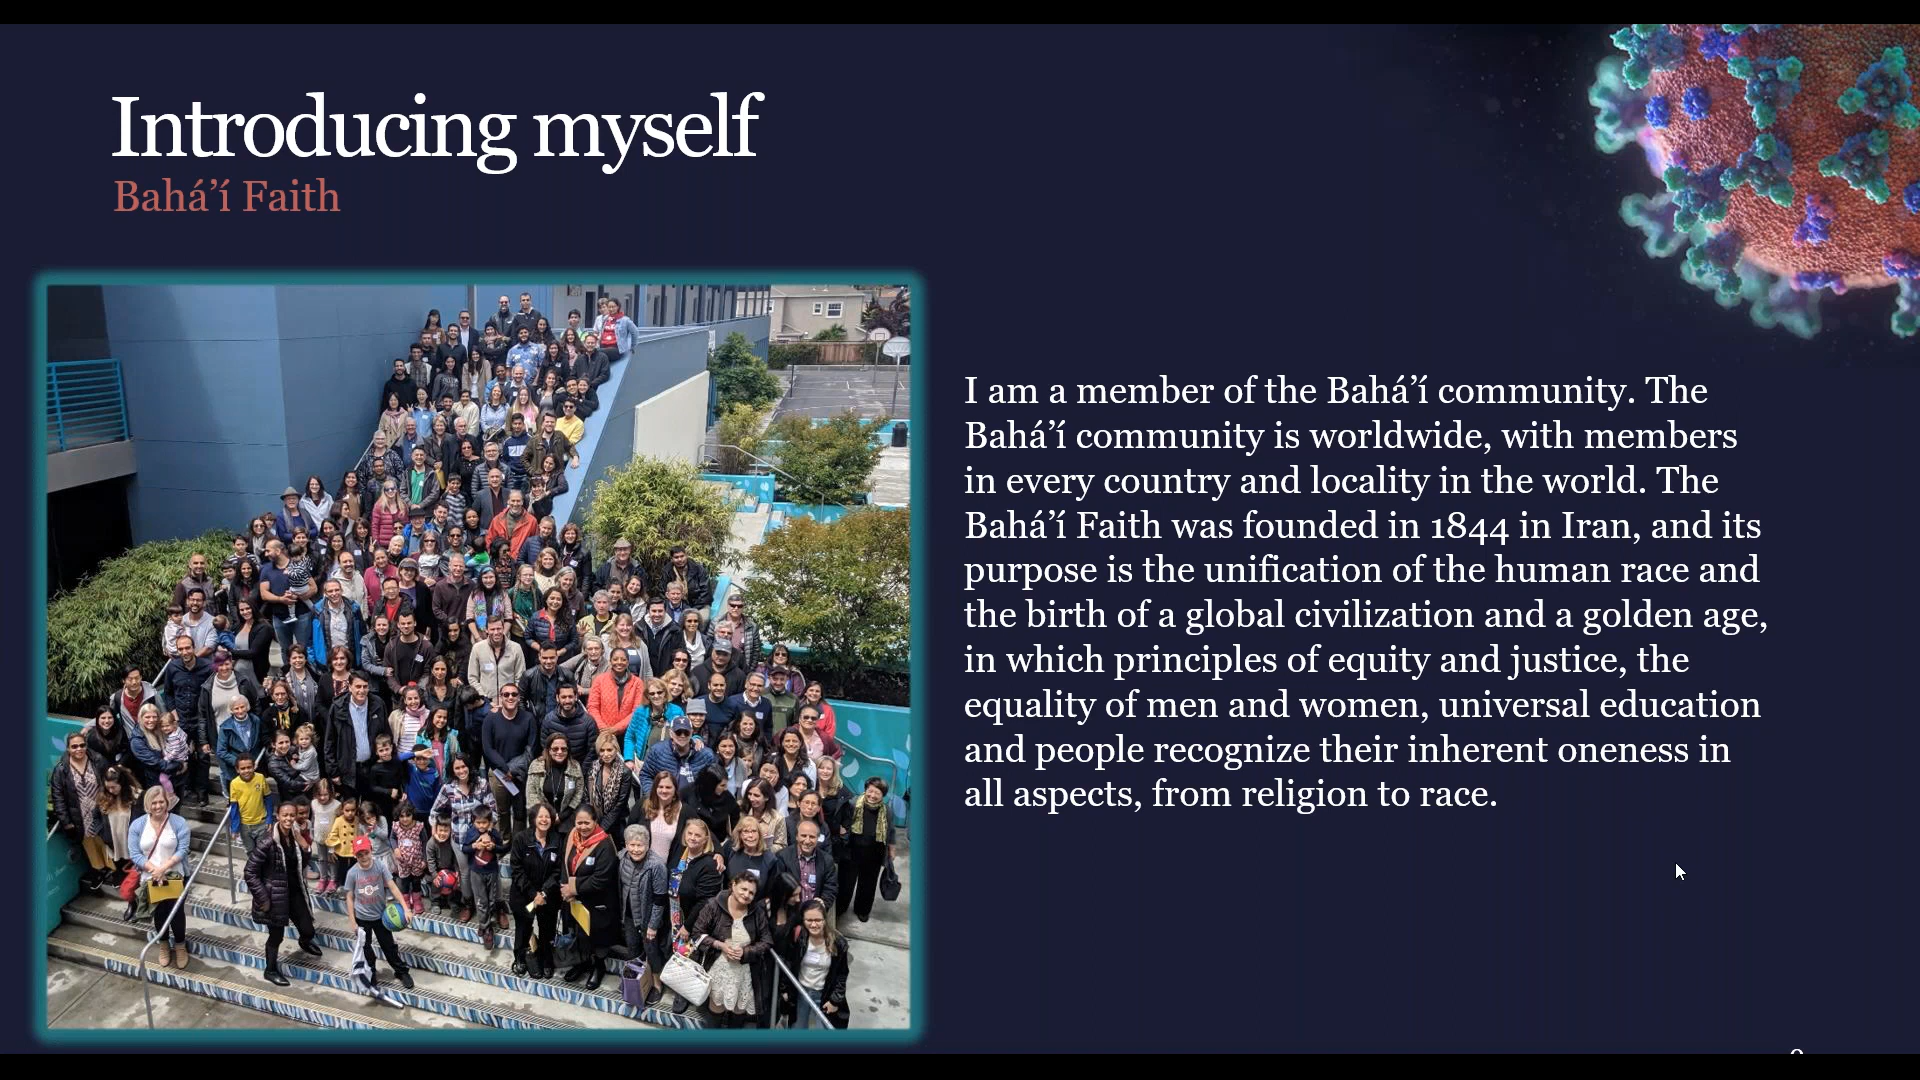 Introducing myself
Bahá’í Faith
I am a member of the Bahá’í community. The
Bahá’í community is worldwide, with members
in every country and locality in the world. The
Bahá’í Faith was founded in 1844 in Iran, and its
purpose is the unification of the human race and
the birth of a global civilization and a golden age,
in which principles of equity and justice, the
equality of men and women, universal education
and people recognize their inherent oneness in
all aspects, from religion to race.